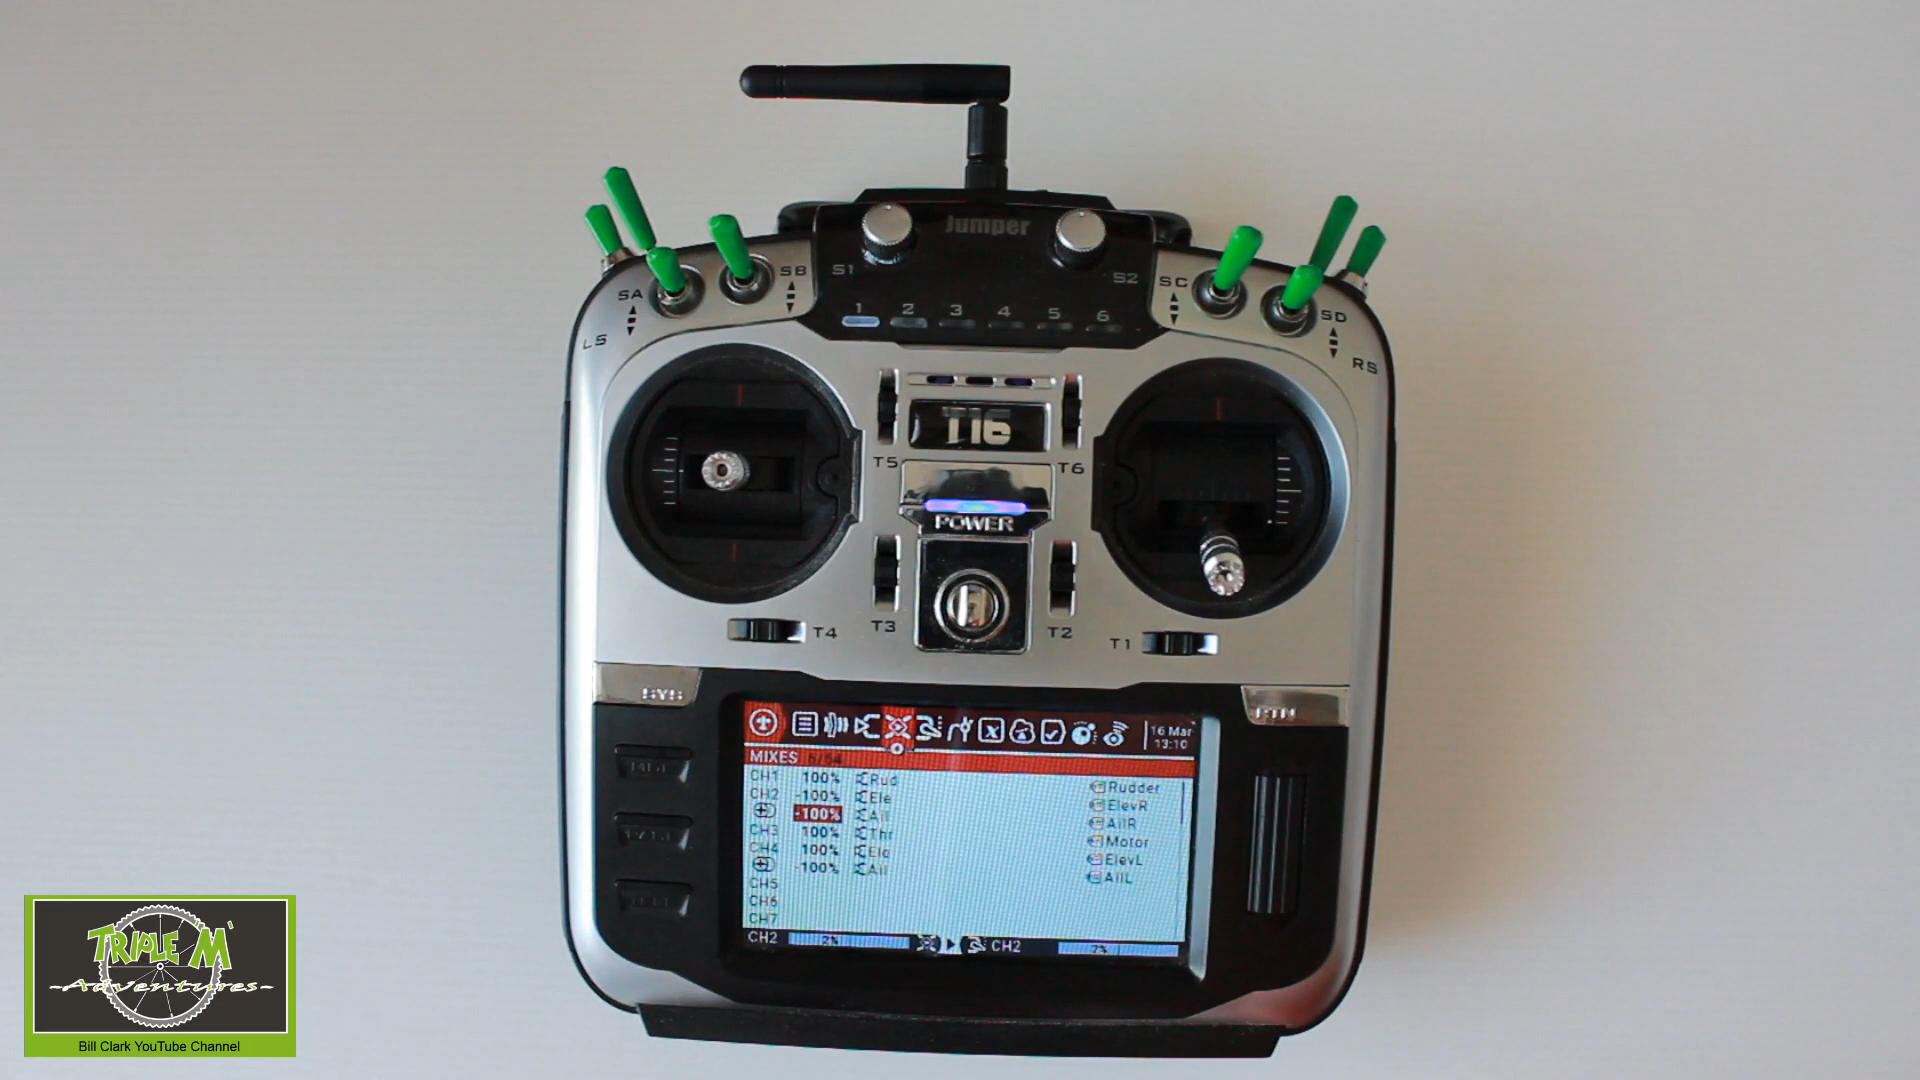 Jumper
SA
SB
S1
S2
SC
SD
LS
RS
1 2 3 4 5 6
T16
T5
T6
POWER
T4
T3
T2
T1
SYS
RTN
16 Mar
13:10
MIXES
CH1 100% Rud Rudder
CH2 -100% Ele ElevR
-100% Ail AilR
CH3 100% Thr Motor
CH4 100% Ele ElevL
-100% Ail AilL
CH5
CH6
CH7
CH2 2% CH2
TRIPLE M
-Adventures-
Bill Clark YouTube Channel